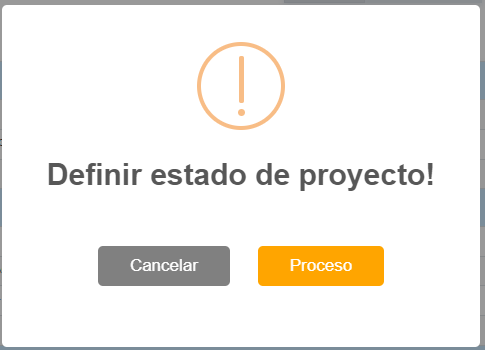 Definir estado de proyecto!
Cancelar
Proceso